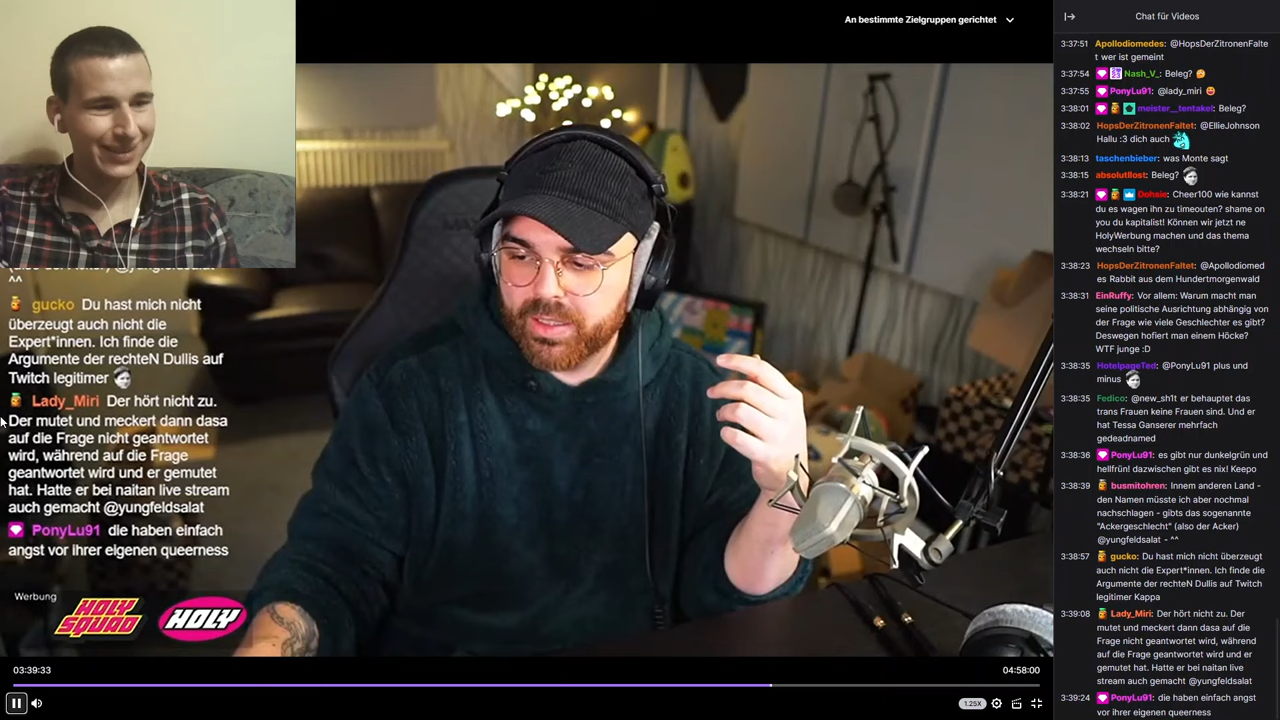 An bestimmte Zielgruppen gerichtet
^^
gucko Du hast mich nicht
überzeugt auch nicht die
Expert*innen. Ich finde die
Argumente der rechteN Dullis auf
Twitch legitimer
Lady_Miri Der hört nicht zu.
Der mutet und meckert dann dasa
auf die Frage nicht geantwortet
wird, während auf die Frage
geantwortet wird und er gemutet
hat. Hatte er bei naitan live stream
auch gemacht @yungfeldsalat
PonyLu91 die haben einfach
angst vor ihrer eigenen queerness
Werbung
HOLY
SQUAD
HOLY
03:39:33
04:58:00
1.25X
Chat für Videos
3:37:51 Apollodiomedes: @HopsDerZitronenFalte
t wer ist gemeint
3:37:54 Nash_V_: Beleg?
3:37:55 PonyLu91: @lady_miri
3:38:01 meister__tentakel: Beleg?
3:38:02 HopsDerZitronenFaltet: @EllieJohnson
Hallu :3 dich auch
3:38:13 taschenbieber: was Monte sagt
3:38:15 absolutllost: Beleg?
3:38:21 Dohsie: Cheer100 wie kannst
du es wagen ihn zu timeouten? shame on
you du kapitalist! Können wir jetzt ne
HolyWerbung machen und das thema
wechseln bitte?
3:38:23 HopsDerZitronenFaltet: @Apollodiomed
es Rabbit aus dem Hundertmorgenwald
3:38:31 EinRuffy: Vor allem: Warum macht man
seine politische Ausrichtung abhängig von
der Frage wie viele Geschlechter es gibt?
Deswegen hofiert man einem Höcke?
WTF junge :D
3:38:35 HotelpageTed: @PonyLu91 plus und
minus
3:38:35 Fedico: @new_sh1t er behauptet das
trans Frauen keine Frauen sind. Und er
hat Tessa Ganserer mehrfach
gedeadnamed
3:38:36 PonyLu91: es gibt nur dunkelgrün und
hellfrün! dazwischen gibt es nix! Keepo
3:38:39 busmitohren: Innem anderen Land -
den Namen müsste ich aber nochmal
nachschlagen - gibts das sogenannte
"Ackergeschlecht" (also der Acker)
@yungfeldsalat - ^^
3:38:57 gucko: Du hast mich nicht überzeugt
auch nicht die Expert*innen. Ich finde die
Argumente der rechteN Dullis auf Twitch
legitimer Kappa
3:39:08 Lady_Miri: Der hört nicht zu. Der
mutet und meckert dann dasa auf die
Frage nicht geantwortet wird, während
auf die Frage geantwortet wird und er
gemutet hat. Hatte er bei naitan live
stream auch gemacht @yungfeldsalat
3:39:24 PonyLu91: die haben einfach angst
vor ihrer eigenen queerness